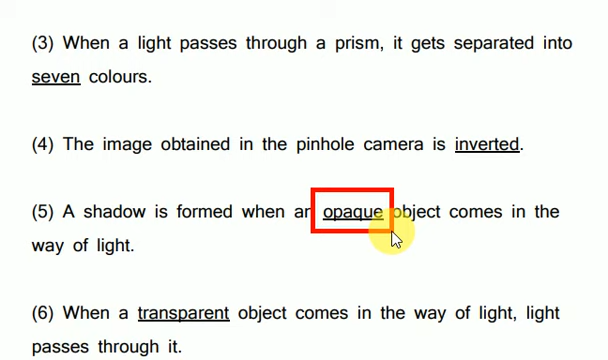 (3) When a light passes through a prism, it gets separated into
seven colours.
(4) The image obtained in the pinhole camera is inverted.
(5) A shadow is formed when an opaque object comes in the
way of light.
(6) When a transparent object comes in the way of light, light
passes through it.